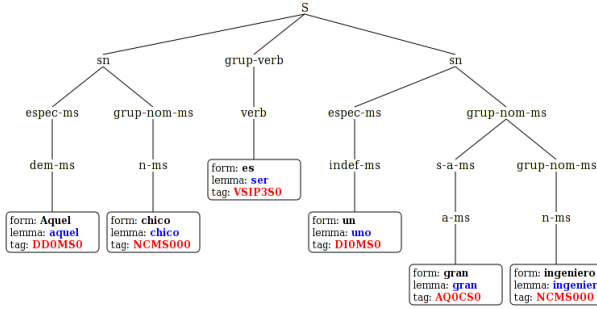 S
sn grup-verb sn
espec-ms grup-nom-ms verb espec-ms grup-nom-ms
dem-ms n-ms indef-ms s-a-ms grup-nom-ms
form: es
lemma: ser
tag: VSIP3S0
form: Aquel
lemma: aquel
tag: DD0MS0
form: chico
lemma: chico
tag: NCMS000
form: un
lemma: uno
tag: DI0MS0
a-ms n-ms
form: gran
lemma: gran
tag: AQ0CS0
form: ingeniero
lemma: ingenier
tag: NCMS000